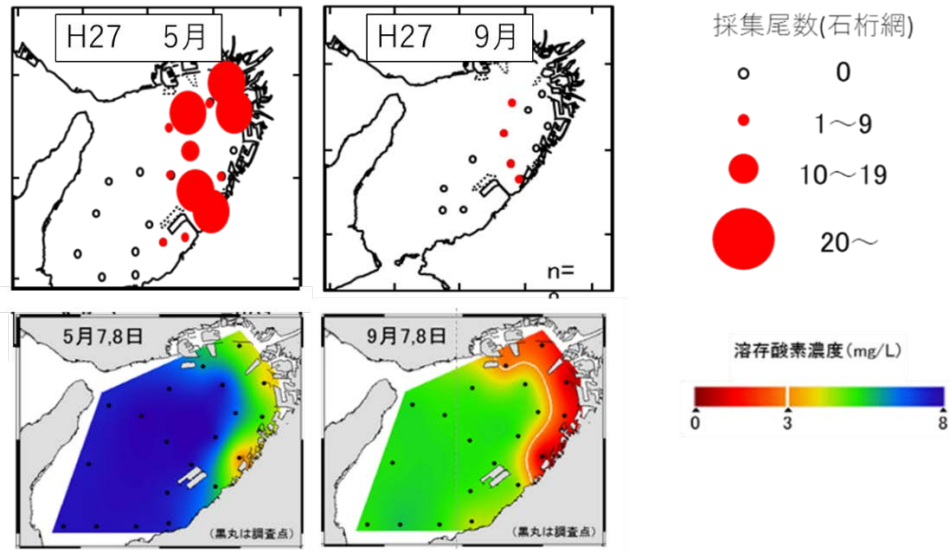 H27 5月
H27 9月
n=
採集尾数(石桁網)
0
1～9
10～19
20～
5月7,8日
(黒丸は調査点)
9月7,8日
(黒丸は調査点)
溶存酸素濃度(mg/L)
0 3 8